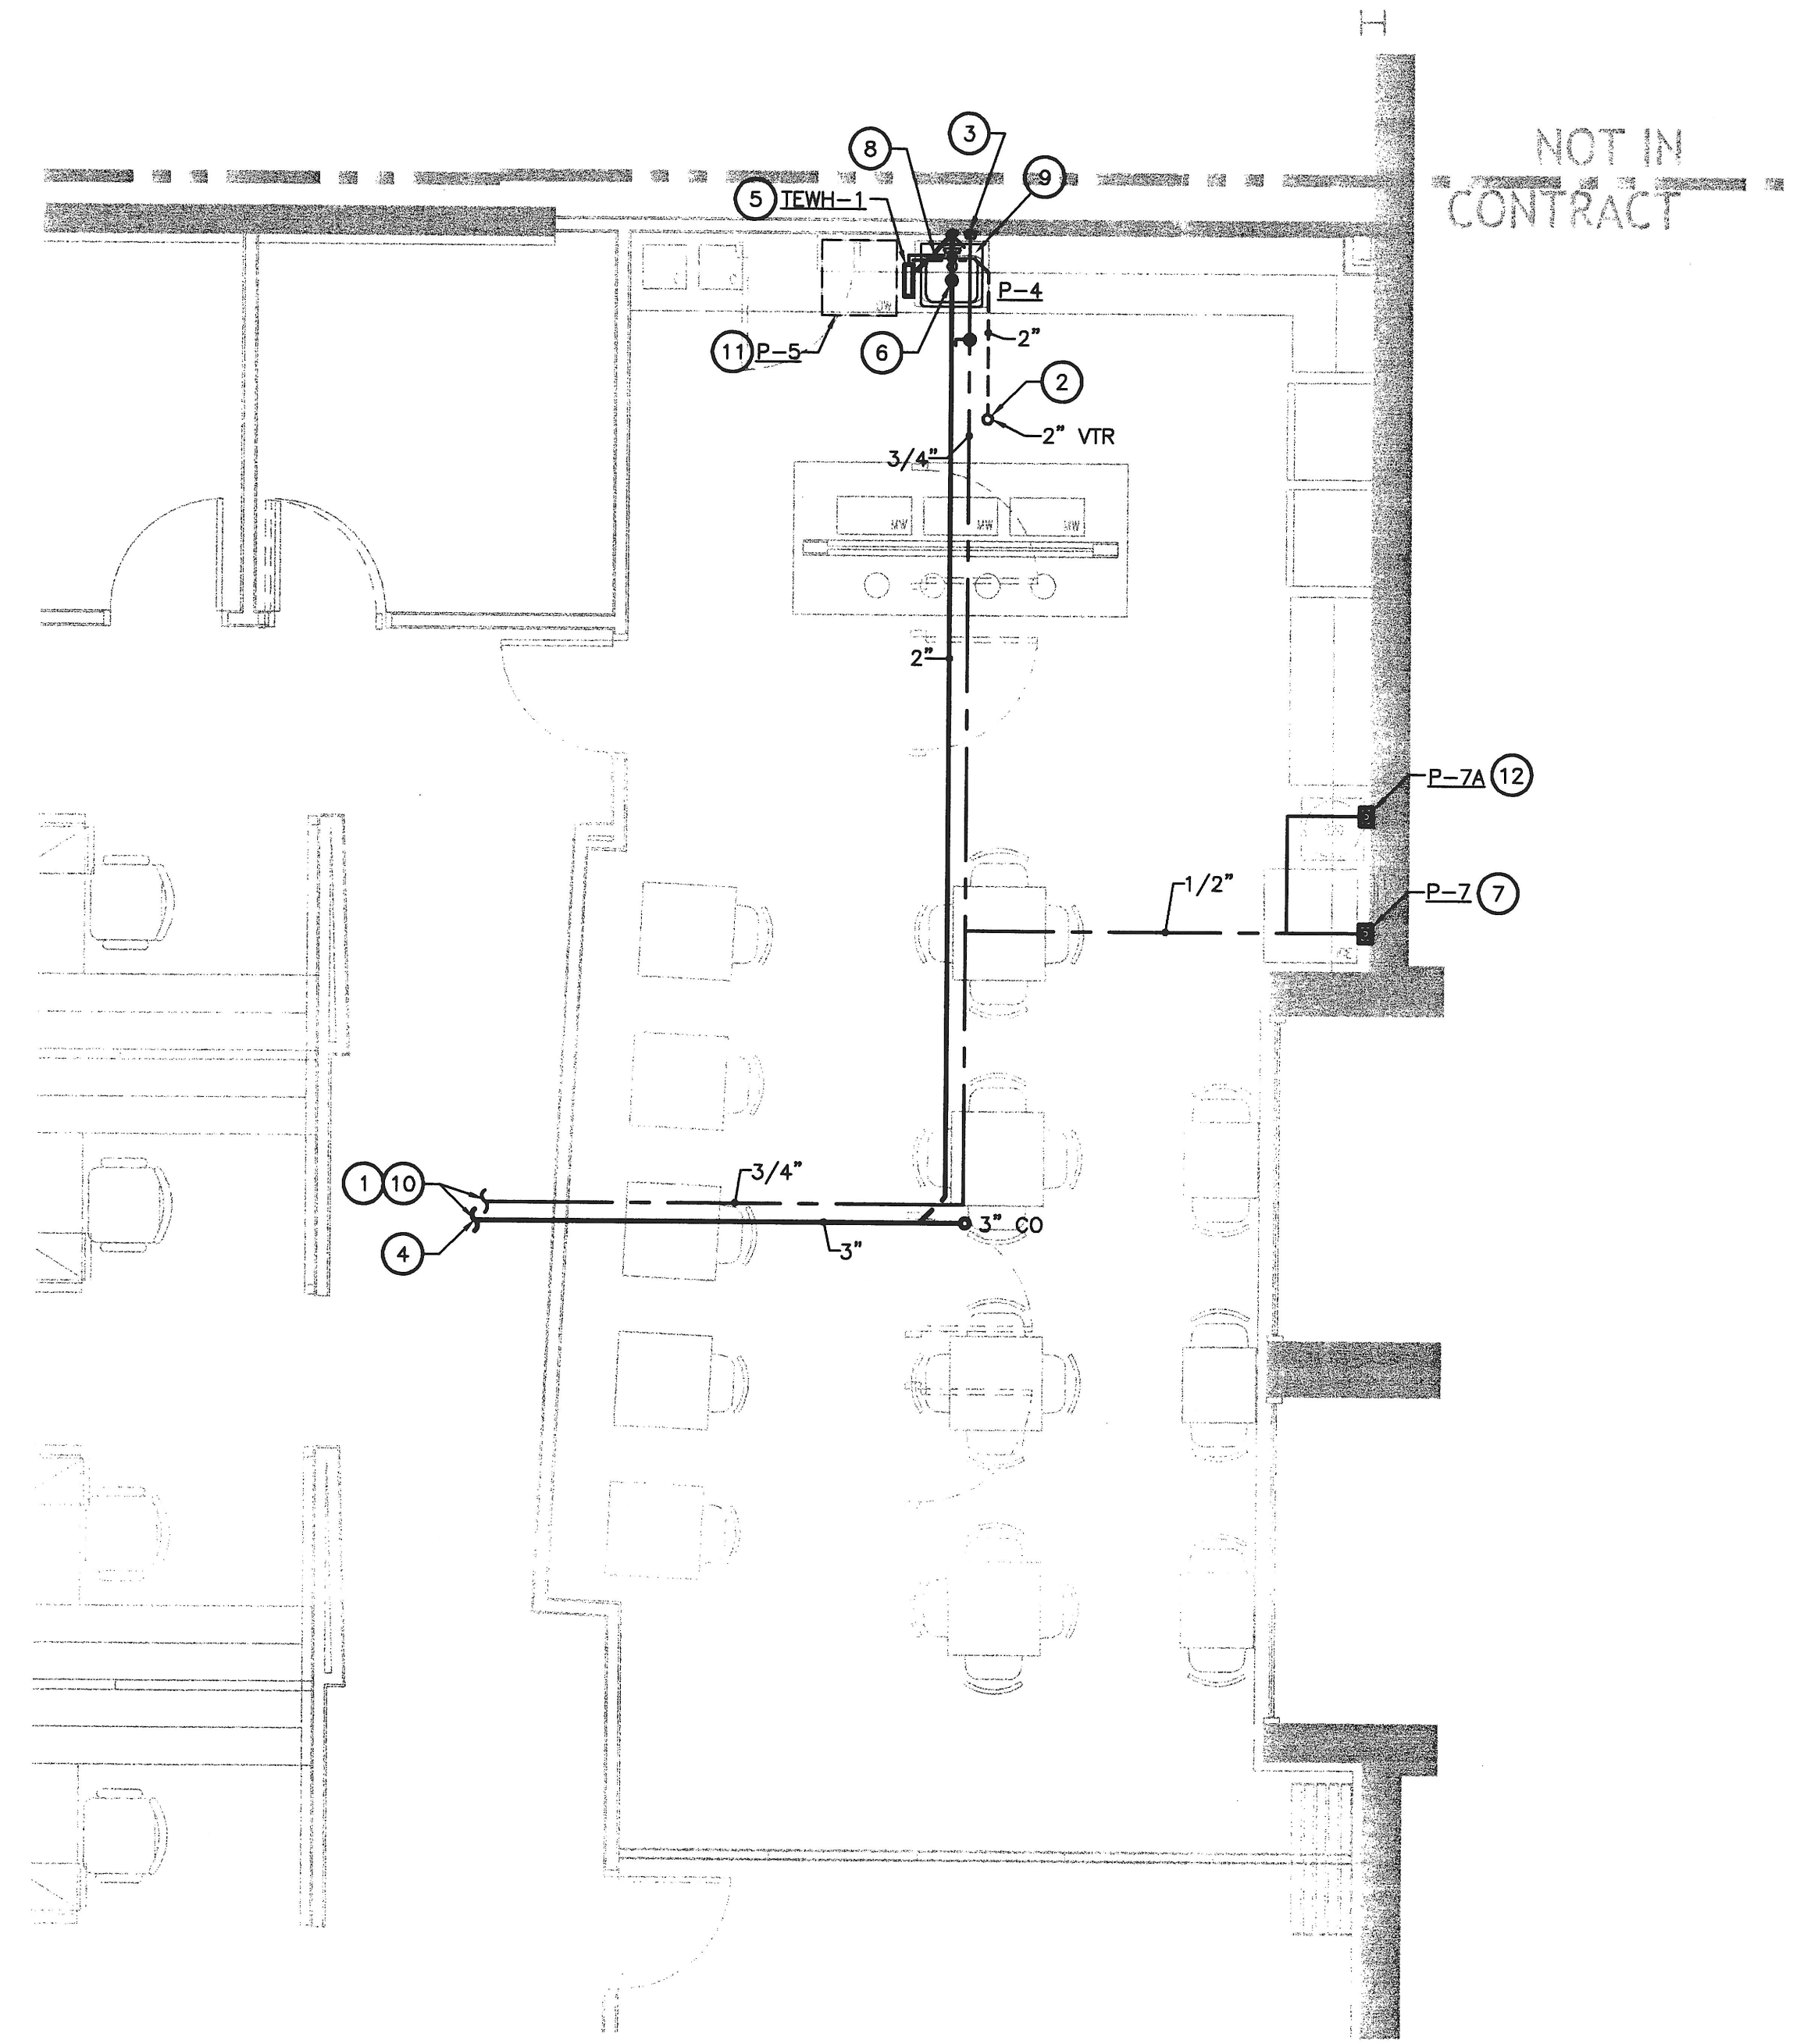 H
NOT IN
CONTRACT
3
8
9
5 TEWH-1
P-4
DW
11 P-5
6
2"
2
2" VTR
3/4"
MW MW MW
2"
P-7A 12
1/2"
P-7 7
1 10
3/4"
3" CO
4
3"